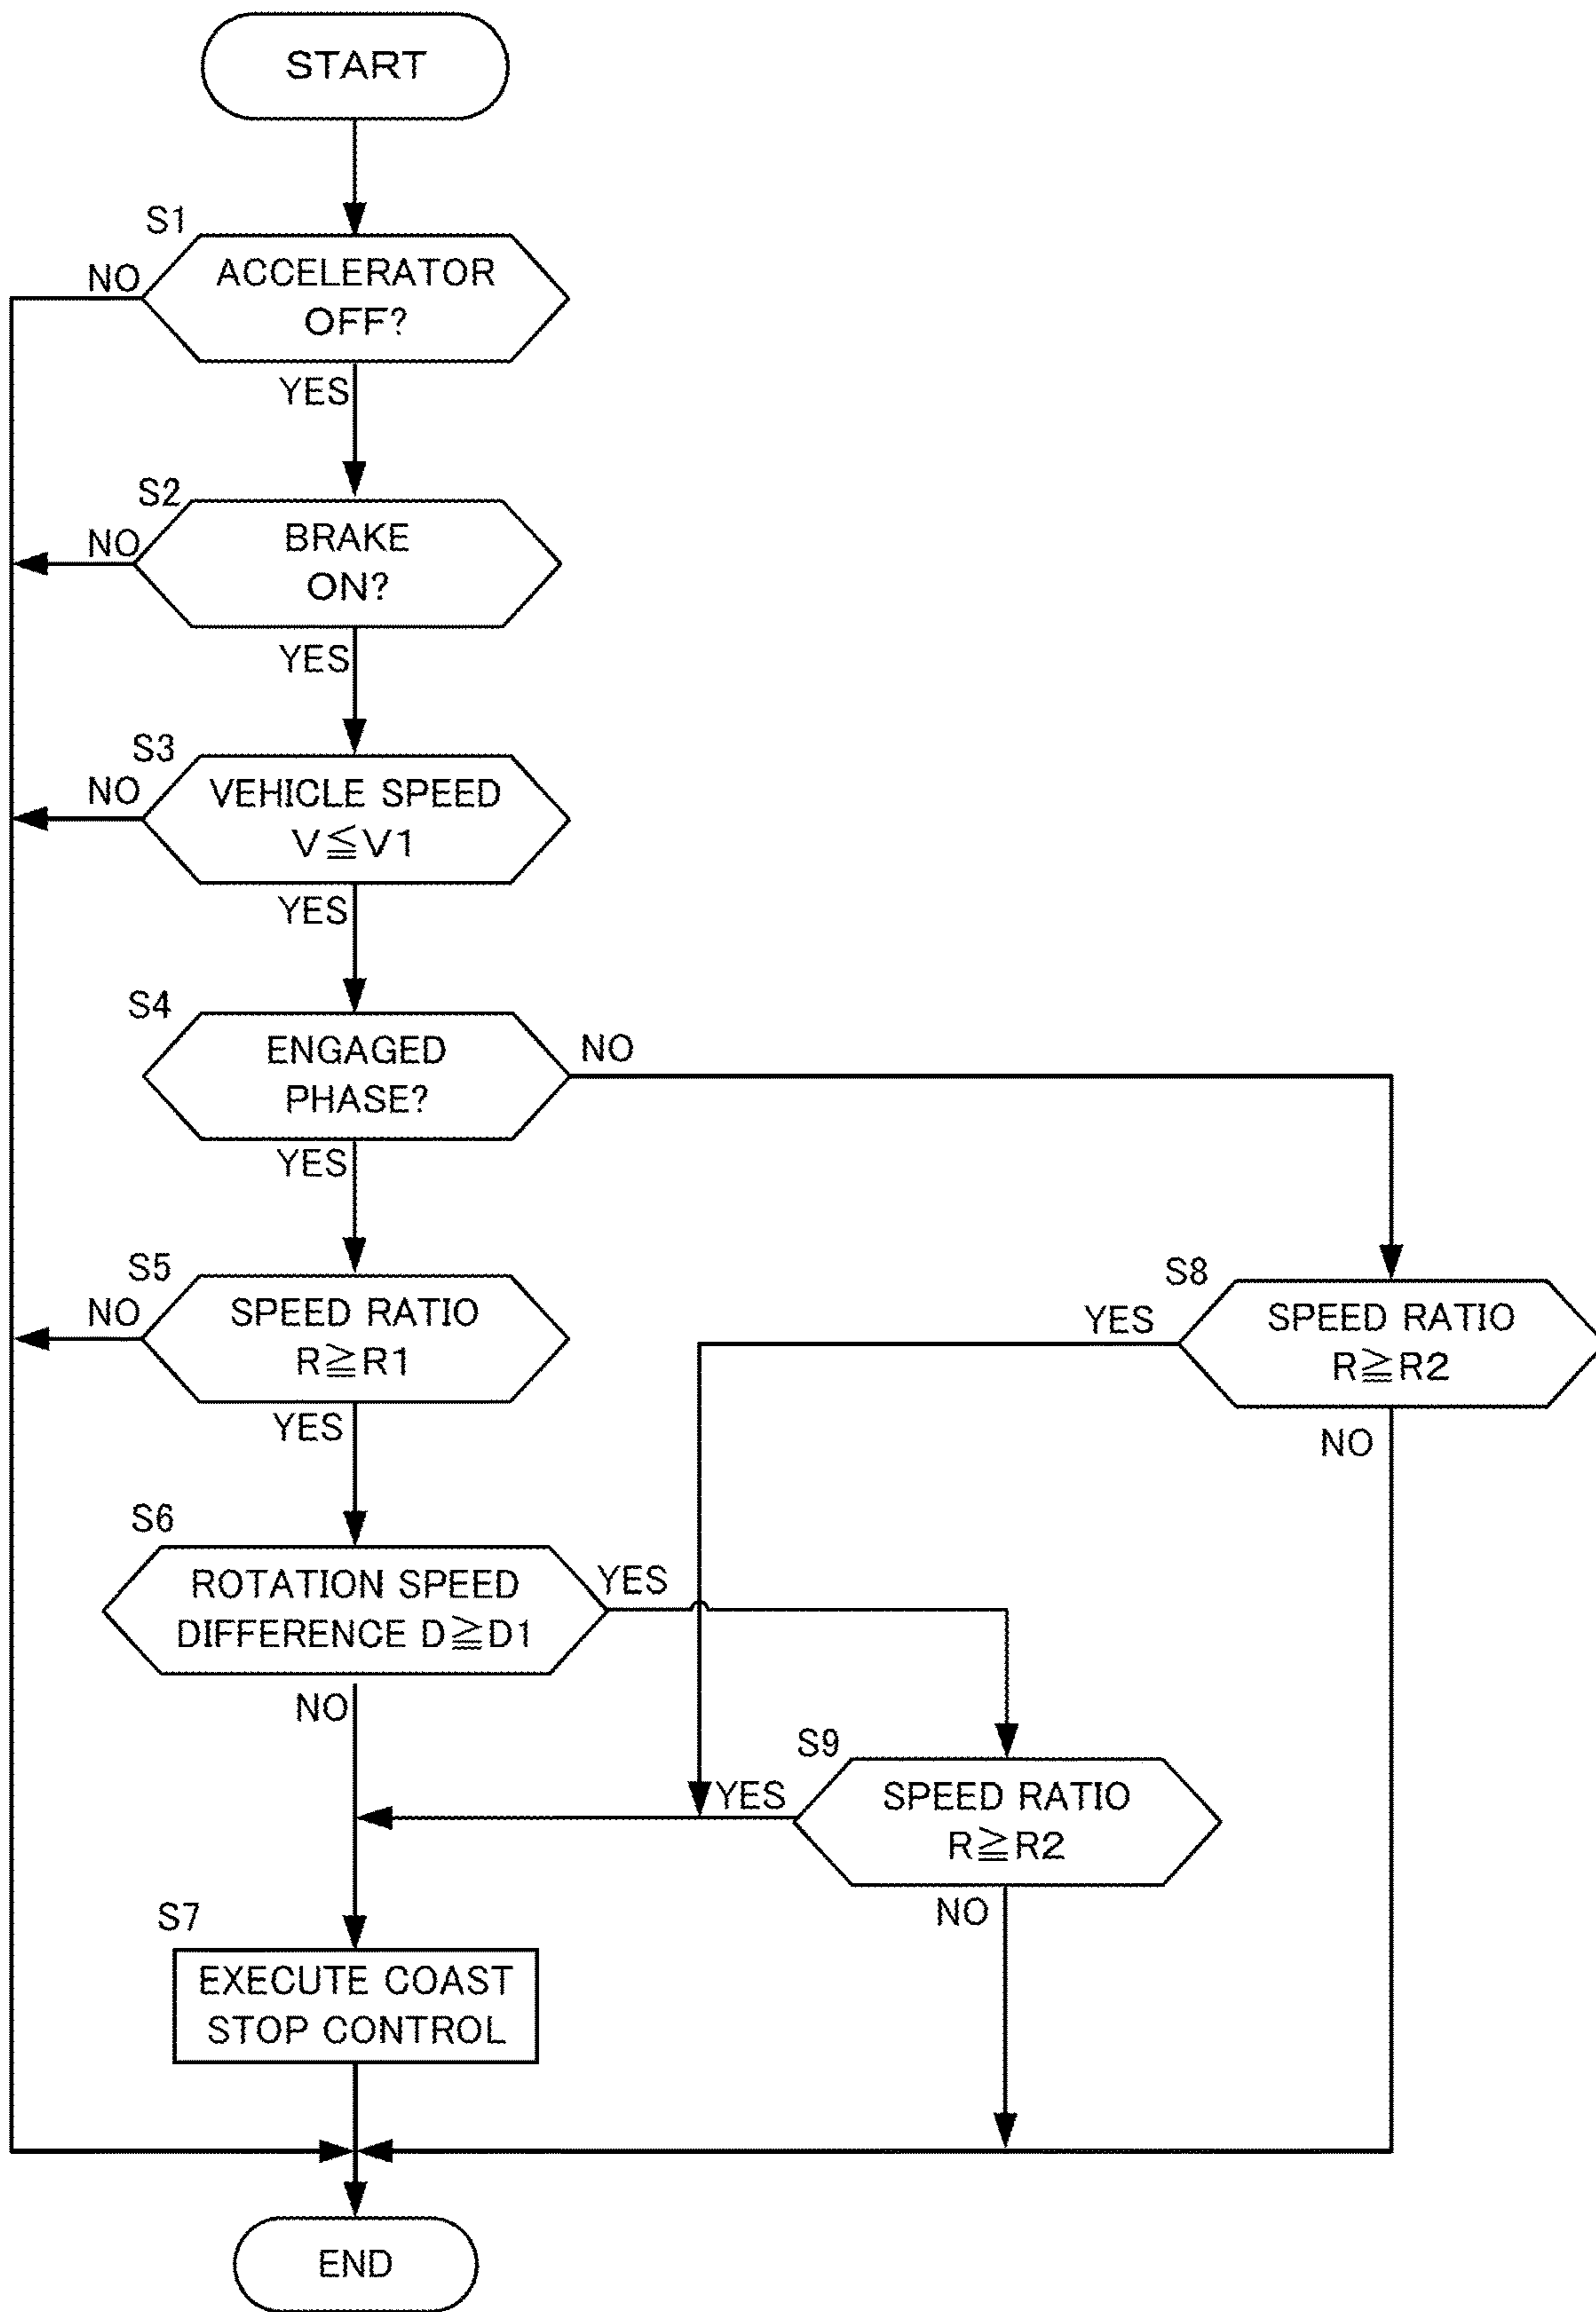 START
S1
NO
ACCELERATOR
OFF?
YES
S2
NO
BRAKE
ON?
YES
S3
NO
VEHICLE SPEED
V≦V1
YES
S4
ENGAGED
PHASE?
NO
YES
S5
NO
SPEED RATIO
R≧R1
YES
S8
YES
SPEED RATIO
R≧R2
NO
S6
ROTATION SPEED
DIFFERENCE D≧D1
YES
NO
S9
YES
SPEED RATIO
R≧R2
NO
S7
EXECUTE COAST
STOP CONTROL
END